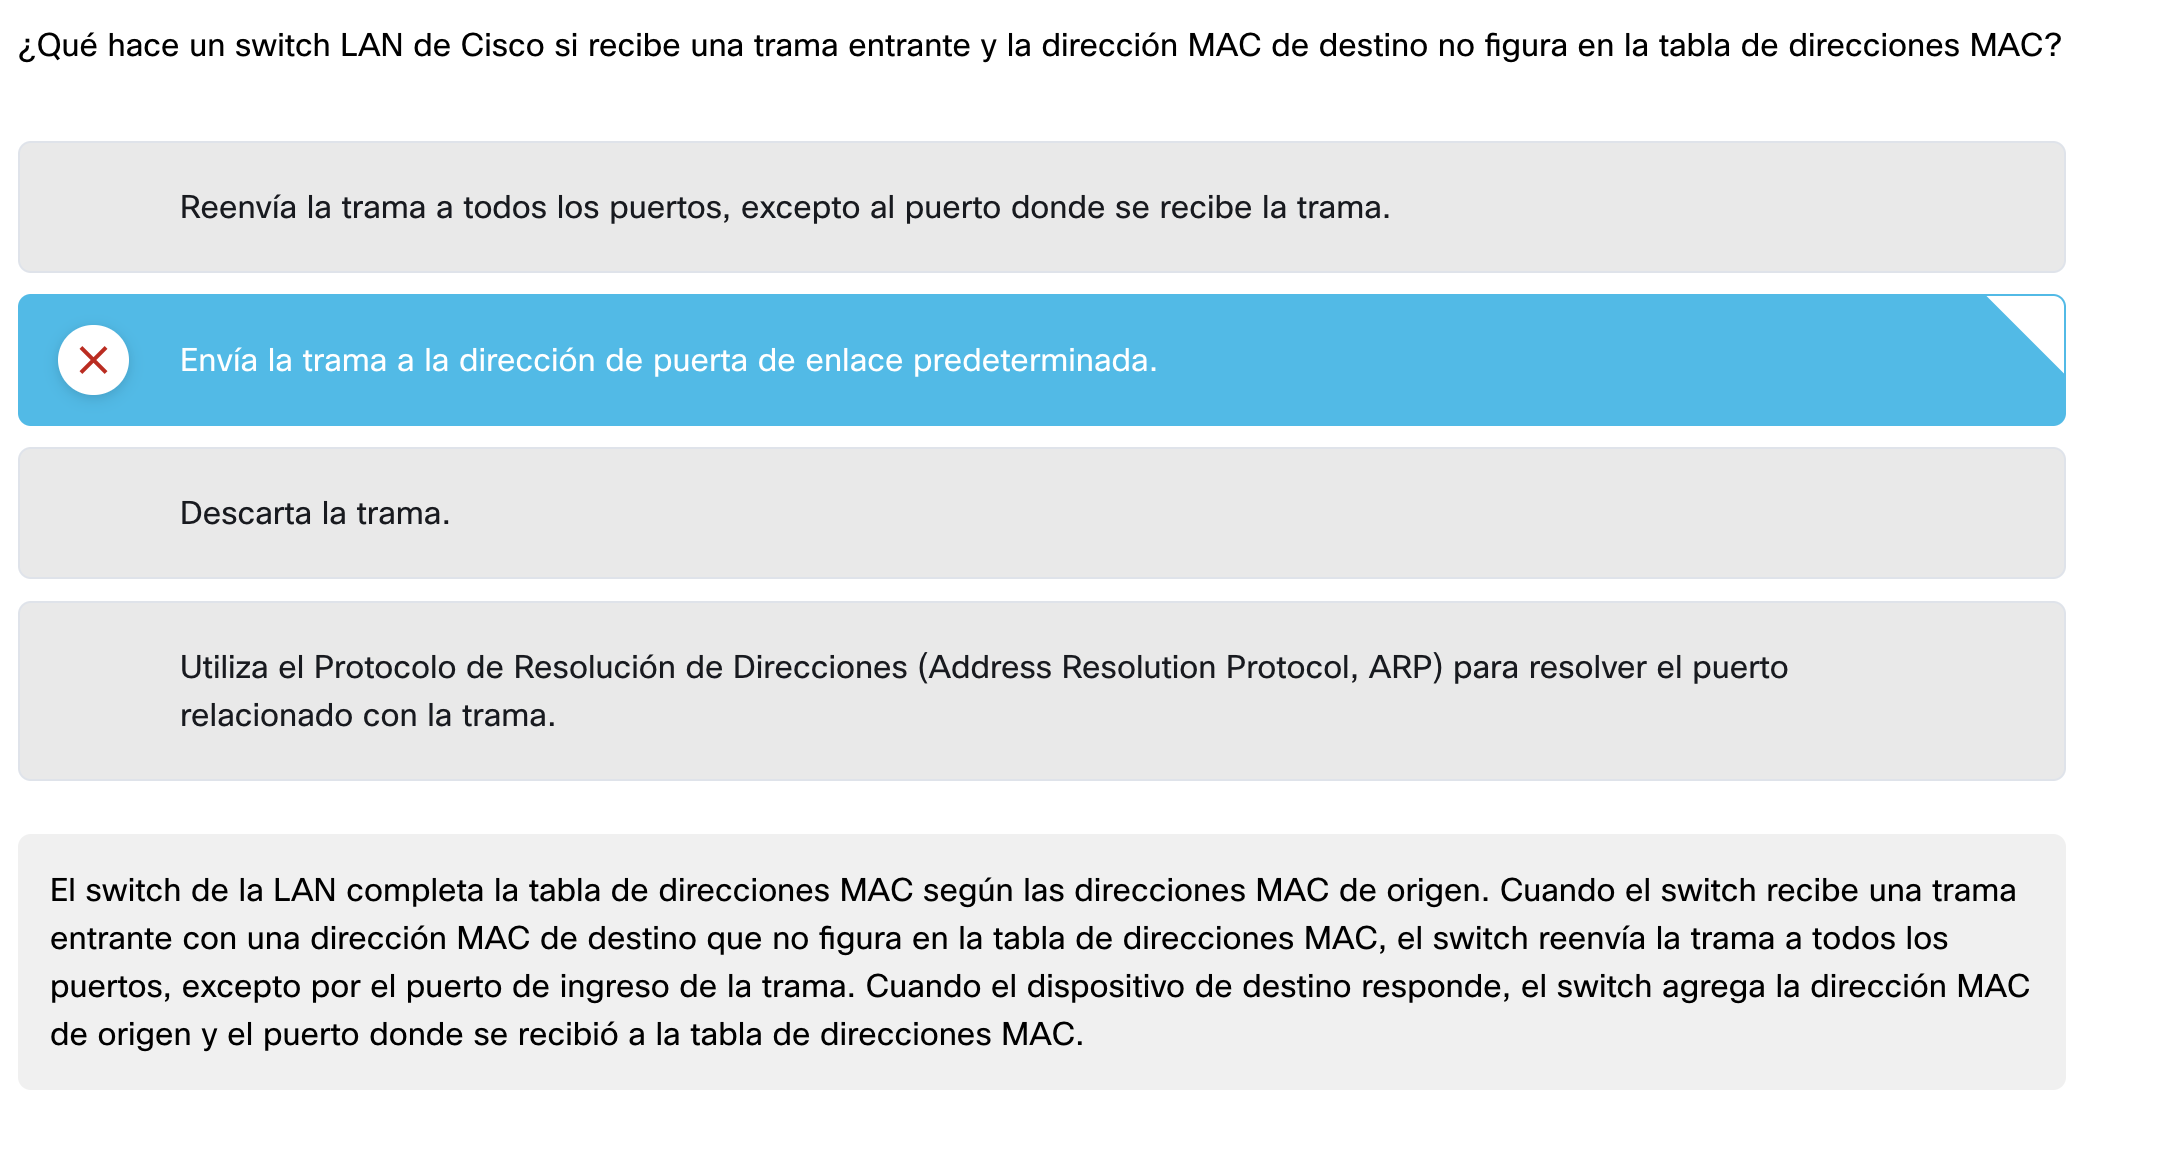 ¿Qué hace un switch LAN de Cisco si recibe una trama entrante y la dirección MAC de destino no figura en la tabla de direcciones MAC?
Reenvía la trama a todos los puertos, excepto al puerto donde se recibe la trama.
Envía la trama a la dirección de puerta de enlace predeterminada.
Descarta la trama.
Utiliza el Protocolo de Resolución de Direcciones (Address Resolution Protocol, ARP) para resolver el puerto
relacionado con la trama.
El switch de la LAN completa la tabla de direcciones MAC según las direcciones MAC de origen. Cuando el switch recibe una trama
entrante con una dirección MAC de destino que no figura en la tabla de direcciones MAC, el switch reenvía la trama a todos los
puertos, excepto por el puerto de ingreso de la trama. Cuando el dispositivo de destino responde, el switch agrega la dirección MAC
de origen y el puerto donde se recibió a la tabla de direcciones MAC.